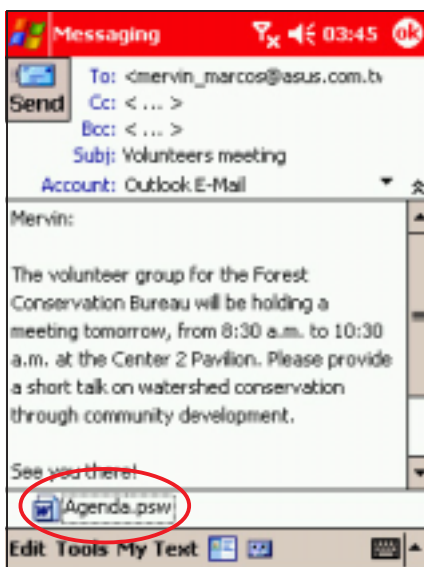 Messaging 03:45 ok
Send
To: <mervin_marcos@asus.com.tw
Cc: < ... >
Bcc: < ... >
Subj: Volunteers meeting
Account: Outlook E-Mail
Mervin:
The volunteer group for the Forest
Conservation Bureau will be holding a
meeting tomorrow, from 8:30 a.m. to 10:30
a.m. at the Center 2 Pavilion. Please provide
a short talk on watershed conservation
through community development.
See you there!
Agenda.psw
Edit Tools My Text